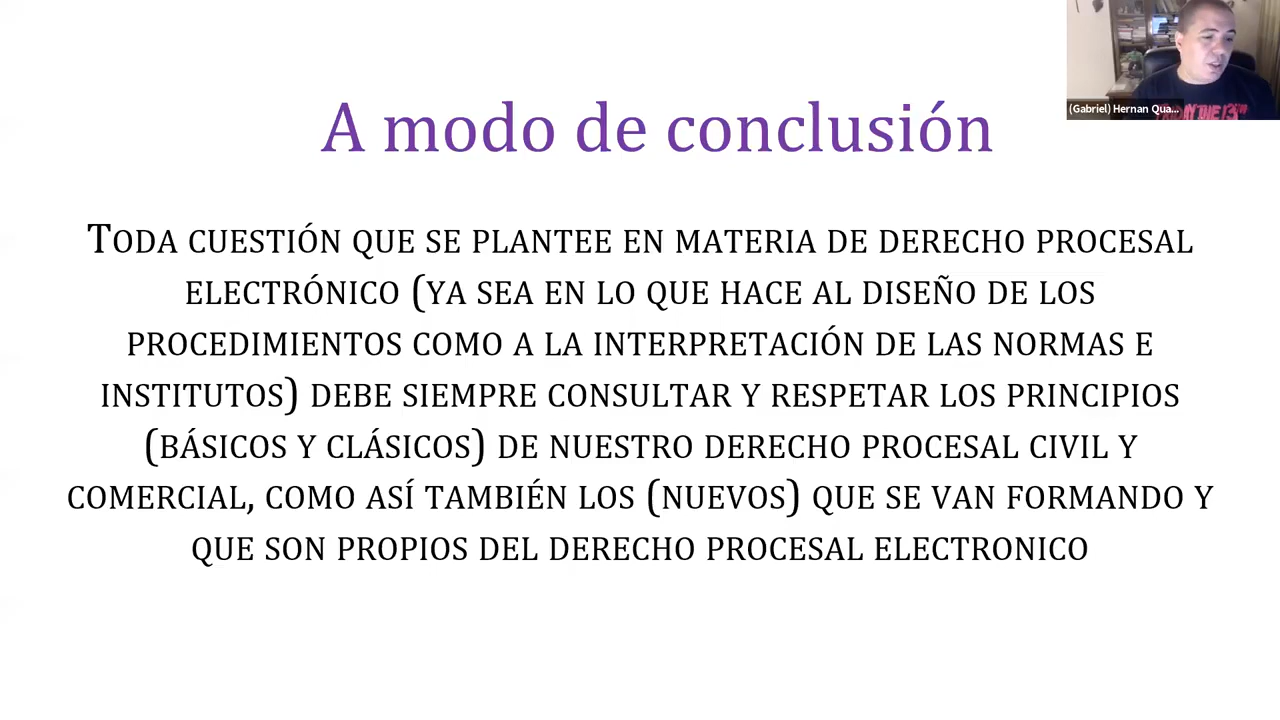 (Gabriel) Hernan Qua...
A modo de conclusión
Toda cuestión que se plantee en materia de derecho procesal
electrónico (ya sea en lo que hace al diseño de los
procedimientos como a la interpretación de las normas e
institutos) debe siempre consultar y respetar los principios
(básicos y clásicos) de nuestro derecho procesal civil y
comercial, como así también los (nuevos) que se van formando y
que son propios del derecho procesal electronico